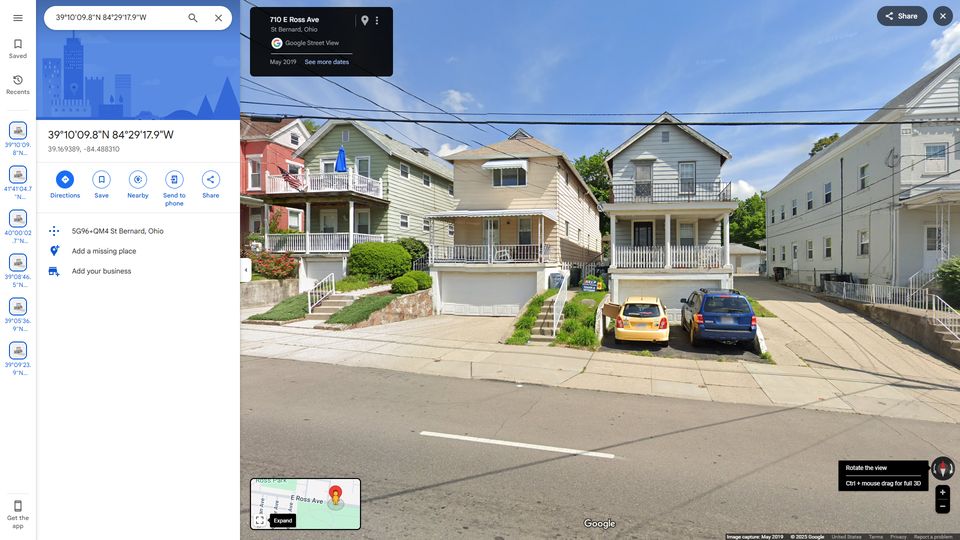 39°10'09.8"N 84°29'17.9"W
Saved
Recents
39°10'09.
8"N...
41°41'04.7
"N...
40°00'02
.7"N...
39°08'46.
5"N...
39°05'36.
9"N...
39°09'23.
9"N...
Get the
app
39°10'09.8"N 84°29'17.9"W
39.169389, -84.488310
Directions
Save
Nearby
Send to
phone
Share
5G96+QM4 St Bernard, Ohio
Add a missing place
Add your business
710 E Ross Ave
St Bernard, Ohio
Google Street View
May 2019 See more dates
Share
Ross Park
E Ross Ave
Expand
Google
Rotate the view
Ctrl + mouse drag for full 3D
Image capture: May 2019 © 2025 Google United States Terms Privacy Report a problem